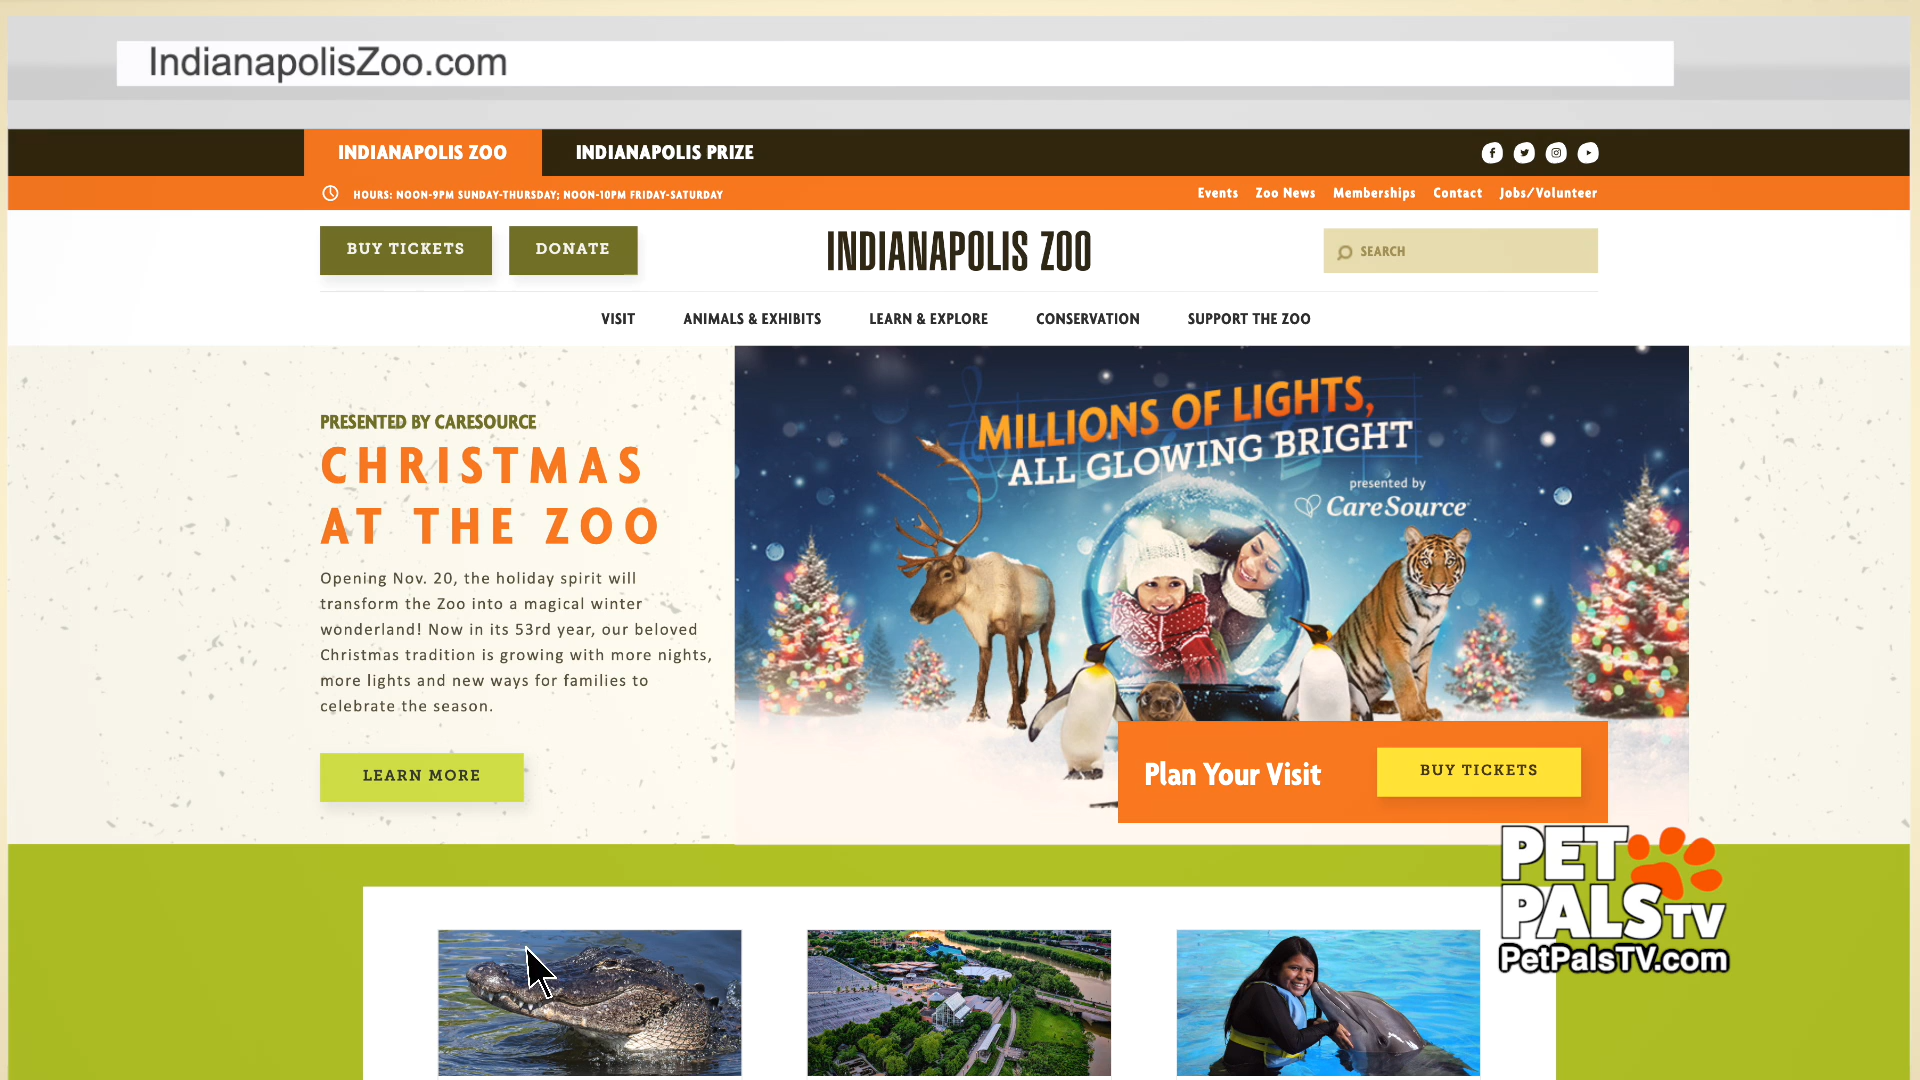 IndianapolisZoo.com
INDIANAPOLIS ZOO
INDIANAPOLIS PRIZE
HOURS: NOON-9PM SUNDAY-THURSDAY; NOON-10PM FRIDAY-SATURDAY
Events Zoo News Memberships Contact Jobs/Volunteer
BUY TICKETS
DONATE
INDIANAPOLIS ZOO
SEARCH
VISIT ANIMALS & EXHIBITS LEARN & EXPLORE CONSERVATION SUPPORT THE ZOO
PRESENTED BY CARESOURCE
CHRISTMAS
AT THE ZOO
Opening Nov. 20, the holiday spirit will
transform the Zoo into a magical winter
wonderland! Now in its 53rd year, our beloved
Christmas tradition is growing with more nights,
more lights and new ways for families to
celebrate the season.
LEARN MORE
MILLIONS OF LIGHTS,
ALL GLOWING BRIGHT
presented by
CareSource
Plan Your Visit
BUY TICKETS
PET
PALS TV
PetPalsTV.com